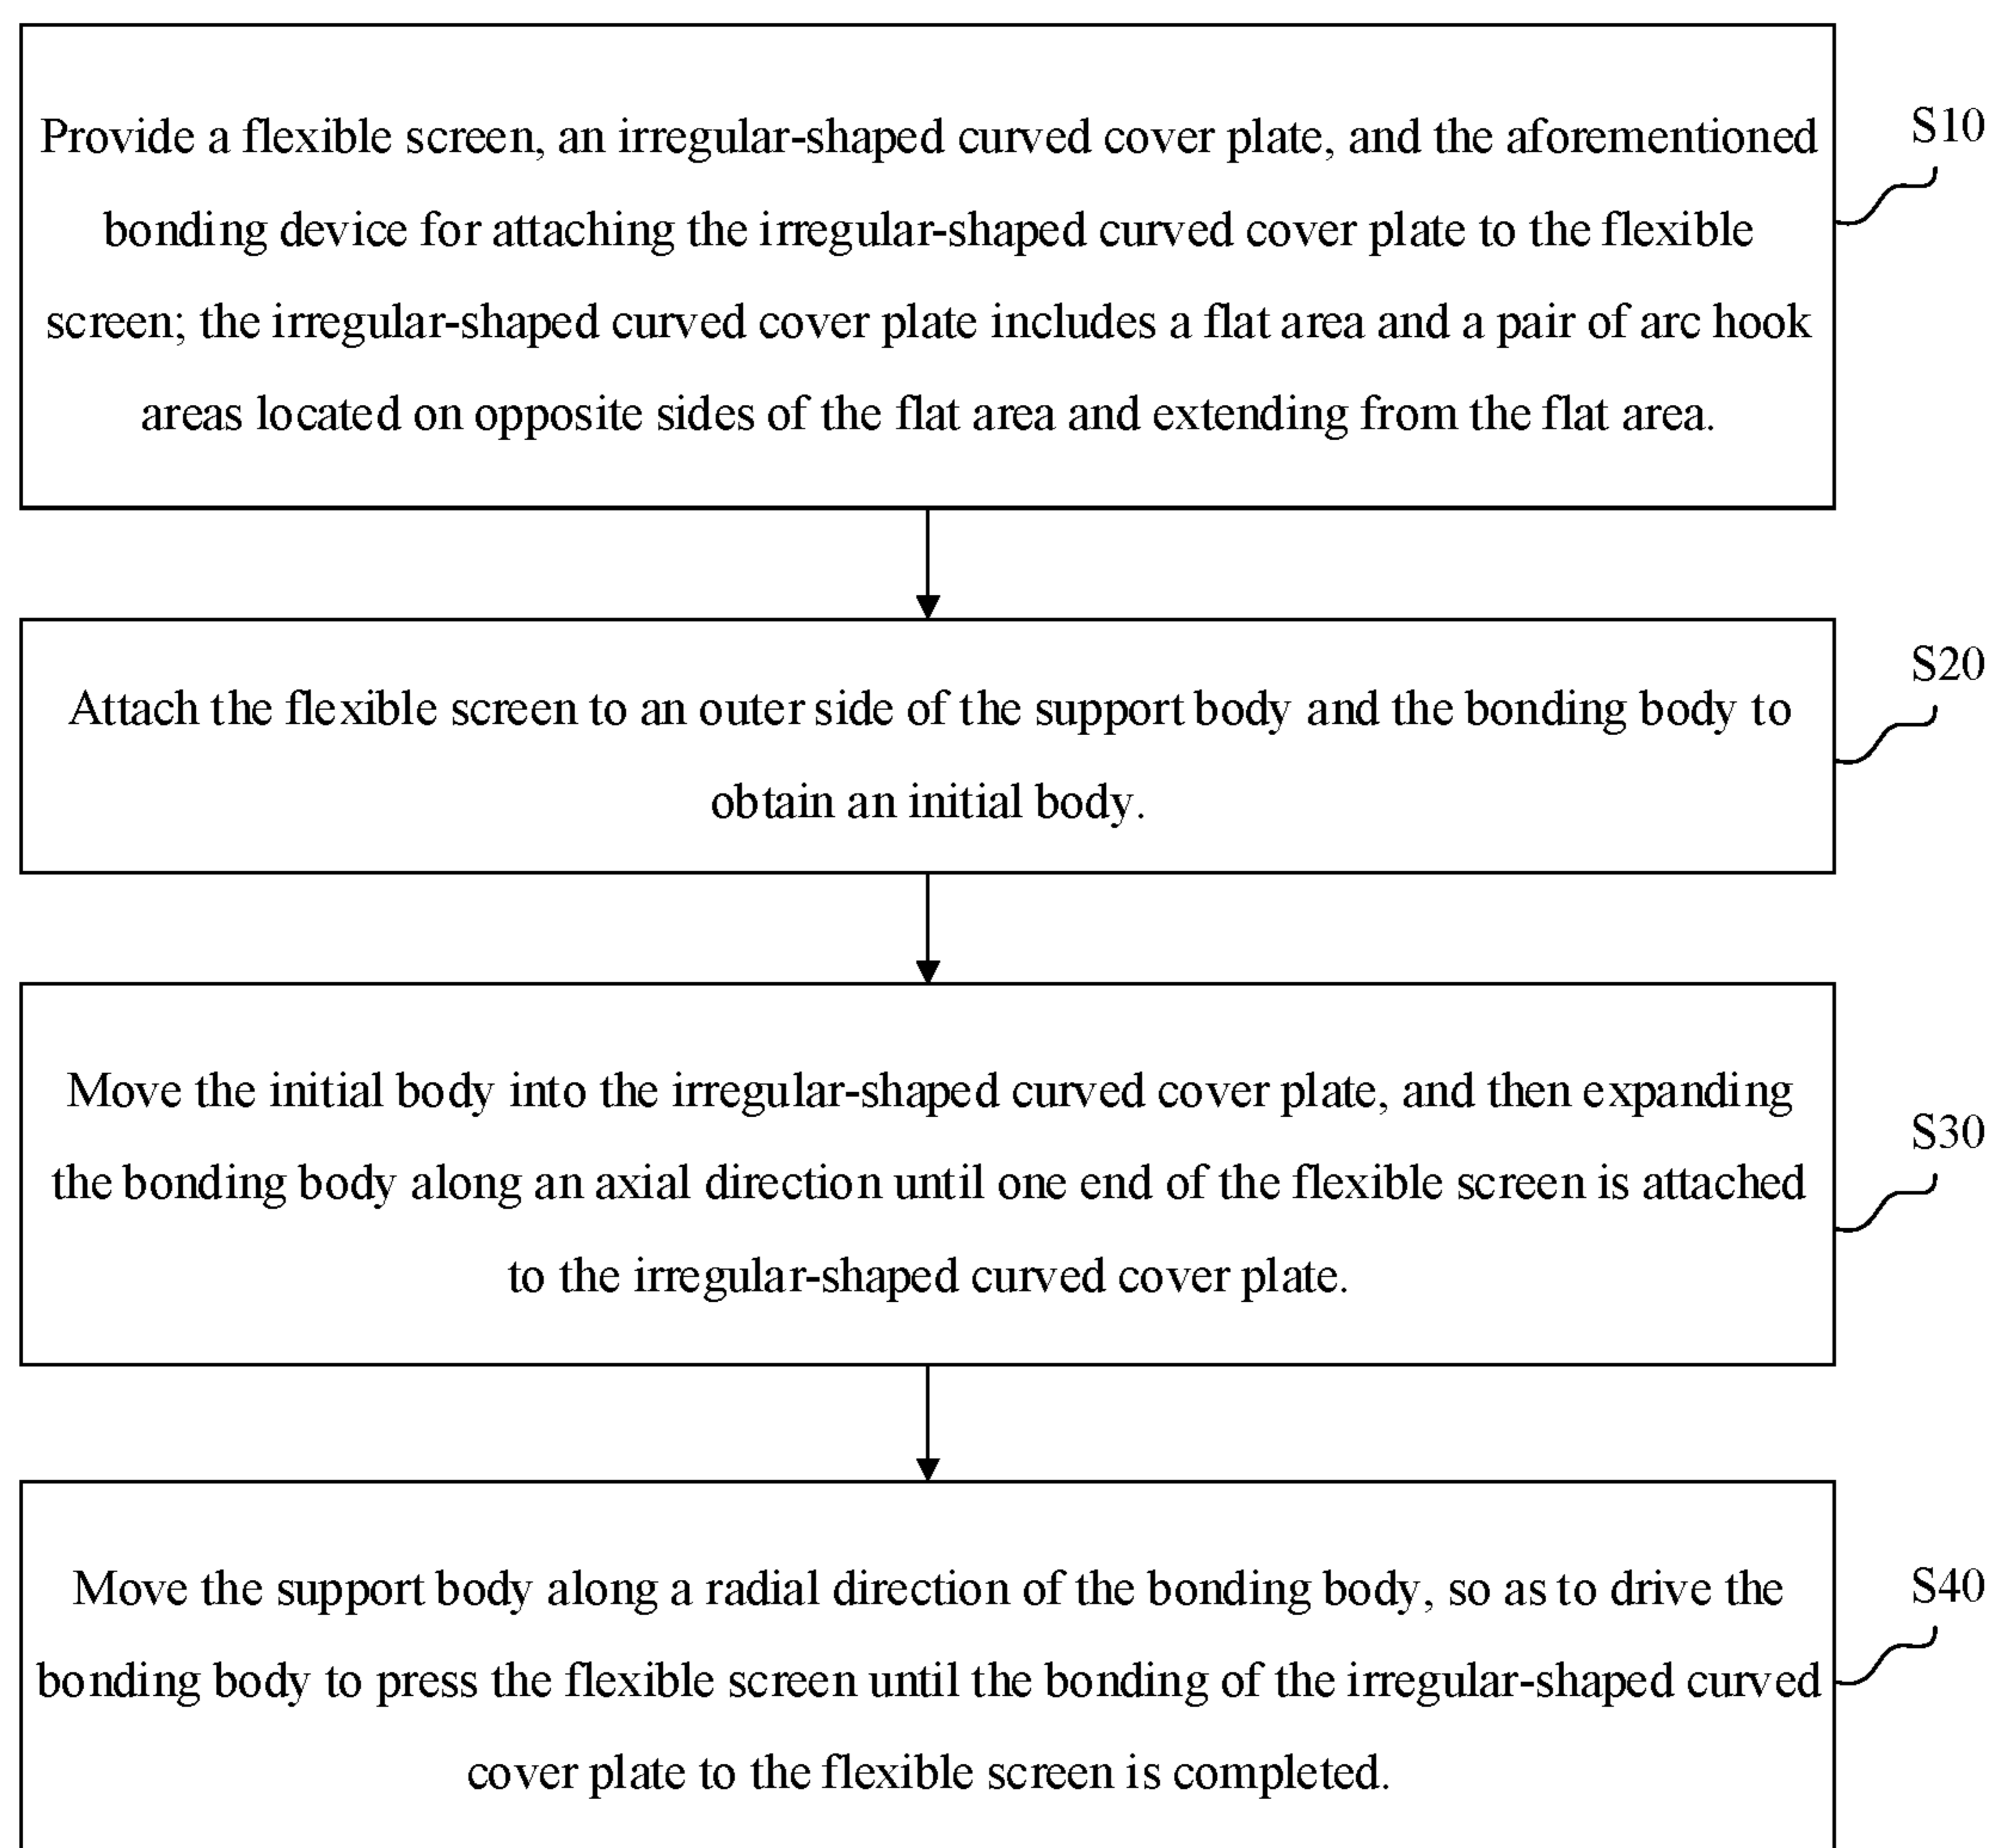 Provide a flexible screen, an irregular-shaped curved cover plate, and the aforementioned
bonding device for attaching the irregular-shaped curved cover plate to the flexible
screen; the irregular-shaped curved cover plate includes a flat area and a pair of arc hook
areas located on opposite sides of the flat area and extending from the flat area.
S10
Attach the flexible screen to an outer side of the support body and the bonding body to
obtain an initial body.
S20
Move the initial body into the irregular-shaped curved cover plate, and then expanding
the bonding body along an axial direction until one end of the flexible screen is attached
to the irregular-shaped curved cover plate.
S30
Move the support body along a radial direction of the bonding body, so as to drive the
bonding body to press the flexible screen until the bonding of the irregular-shaped curved
cover plate to the flexible screen is completed.
S40